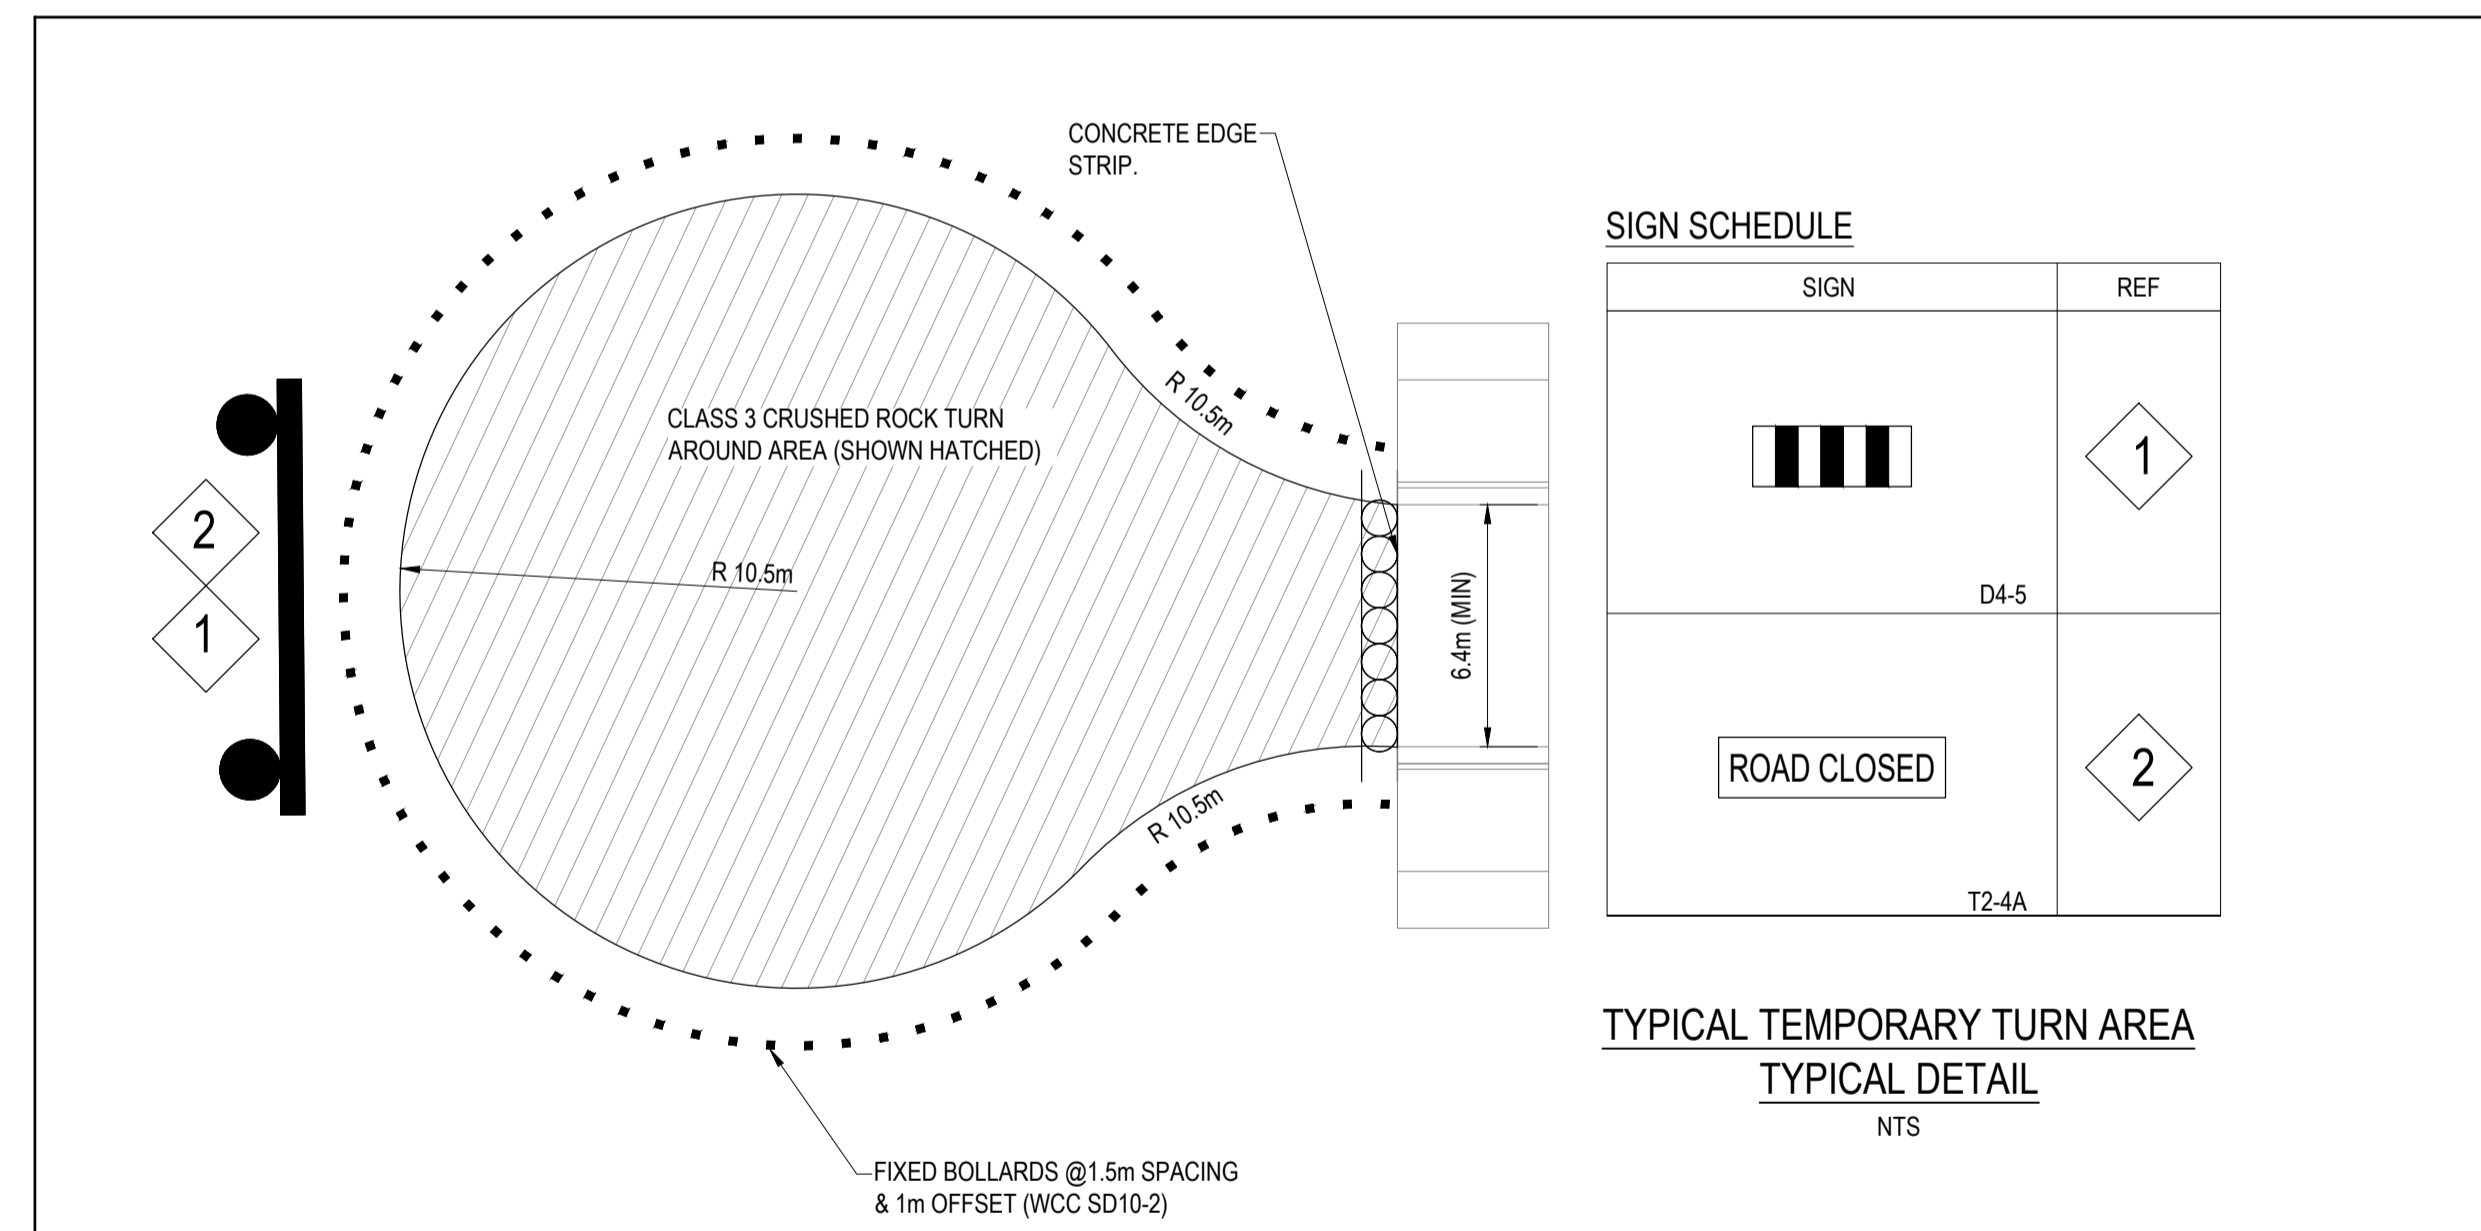 CONCRETE EDGE
STRIP.
SIGN SCHEDULE
SIGN REF
1
D4-5
ROAD CLOSED 2
T2-4A
R 10.5m
CLASS 3 CRUSHED ROCK TURN
AROUND AREA (SHOWN HATCHED)
2
R 10.5m
1
6.4m (MIN)
R 10.5m
TYPICAL TEMPORARY TURN AREA
TYPICAL DETAIL
NTS
FIXED BOLLARDS @1.5m SPACING
& 1m OFFSET (WCC SD10-2)